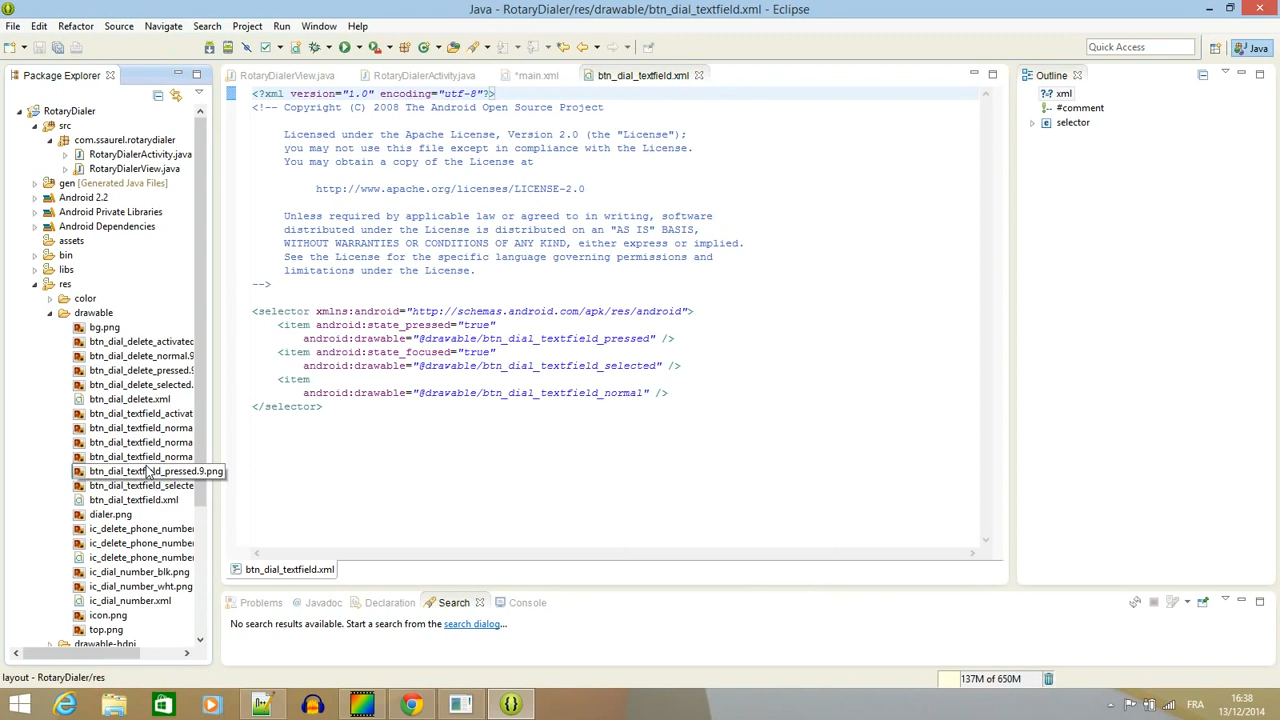 Java - RotaryDialer/res/drawable/btn_dial_textfield.xml - Eclipse
File Edit Refactor Source Navigate Search Project Run Window Help
Quick Access
Java
Package Explorer
RotaryDialerView.java
RotaryDialerActivity.java
*main.xml
btn_dial_textfield.xml
Outline
RotaryDialer
src
com.ssaurel.rotarydialer
RotaryDialerActivity.java
RotaryDialerView.java
gen [Generated Java Files]
Android 2.2
Android Private Libraries
Android Dependencies
assets
bin
libs
res
color
drawable
bg.png
btn_dial_delete_activated
btn_dial_delete_normal.9
btn_dial_delete_pressed.9
btn_dial_delete_selected.
btn_dial_delete.xml
btn_dial_textfield_activat
btn_dial_textfield_norma
btn_dial_textfield_norma
btn_dial_textfield_norma
btn_dial_textfield_pressed.9.png
btn_dial_textfield_selecte
btn_dial_textfield.xml
dialer.png
ic_delete_phone_number
ic_delete_phone_number
ic_delete_phone_number
ic_dial_number_blk.png
ic_dial_number_wht.png
ic_dial_number.xml
icon.png
top.png
drawable-hdpi
<?xml version="1.0" encoding="utf-8"?>
<!-- Copyright (C) 2008 The Android Open Source Project
Licensed under the Apache License, Version 2.0 (the "License");
you may not use this file except in compliance with the License.
You may obtain a copy of the License at
http://www.apache.org/licenses/LICENSE-2.0
Unless required by applicable law or agreed to in writing, software
distributed under the License is distributed on an "AS IS" BASIS,
WITHOUT WARRANTIES OR CONDITIONS OF ANY KIND, either express or implied.
See the License for the specific language governing permissions and
limitations under the License.
-->
<selector xmlns:android="http://schemas.android.com/apk/res/android">
<item android:state_pressed="true"
android:drawable="@drawable/btn_dial_textfield_pressed" />
<item android:state_focused="true"
android:drawable="@drawable/btn_dial_textfield_selected" />
<item
android:drawable="@drawable/btn_dial_textfield_normal" />
</selector>
btn_dial_textfield.xml
xml
#comment
selector
Problems
Javadoc
Declaration
Search
Console
No search results available. Start a search from the search dialog...
layout - RotaryDialer/res
137M of 650M
FRA
16:38
13/12/2014